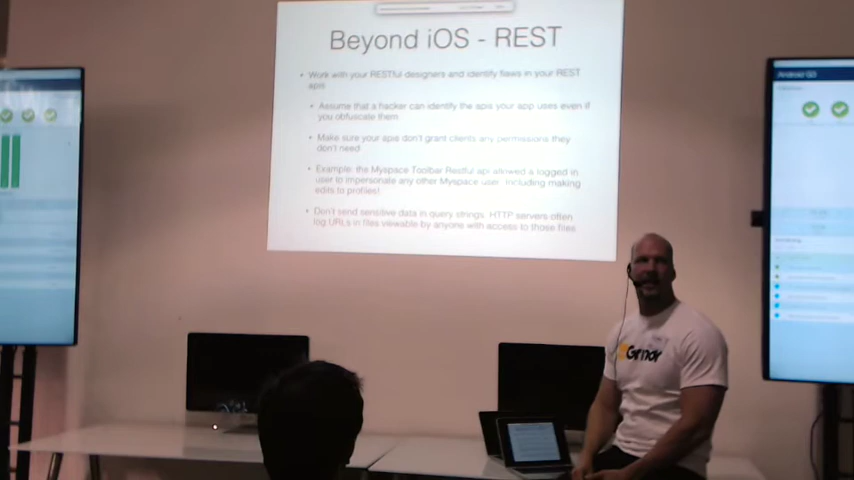 Beyond iOS - REST
• Work with your RESTful designers and identify flaws in your REST
apis
• Assume that a hacker can identify the apis your app uses even if
you obfuscate them
• Make sure your apis don't grant clients any permissions they
don't need
• Example: the Myspace Toolbar Restful api allowed a logged in
user to impersonate any other Myspace user. Including making
edits to profiles!
• Don't send sensitive data in query strings. HTTP servers often
log URLs in files viewable by anyone with access to those files